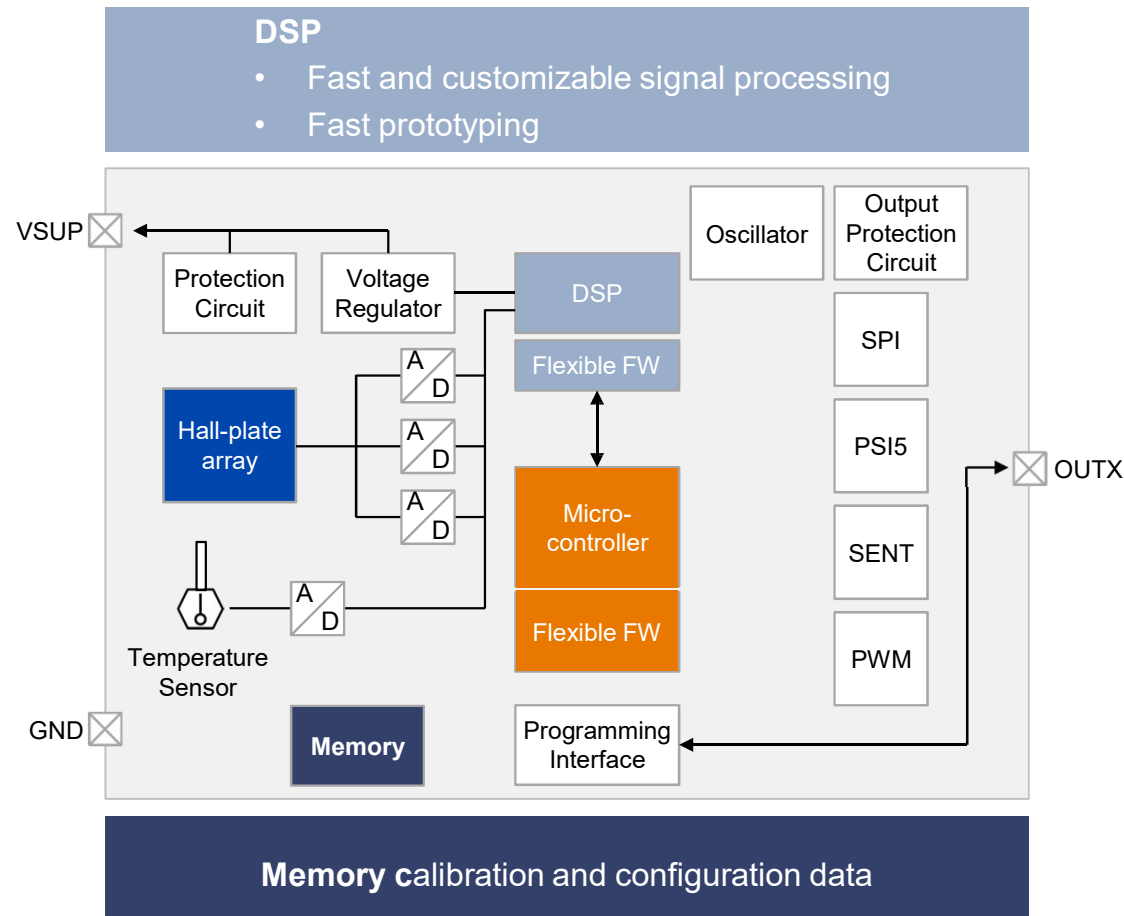 DSP
• Fast and customizable signal processing
• Fast prototyping
VSUP
Protection
Circuit
Voltage
Regulator
DSP
Flexible FW
Oscillator
Output
Protection
Circuit
SPI
PSI5
SENT
PWM
OUTX
A
D
A
D
A
D
Hall-plate
array
Micro-
controller
Flexible FW
A
D
Temperature
Sensor
GND
Memory
Programming
Interface
Memory calibration and configuration data